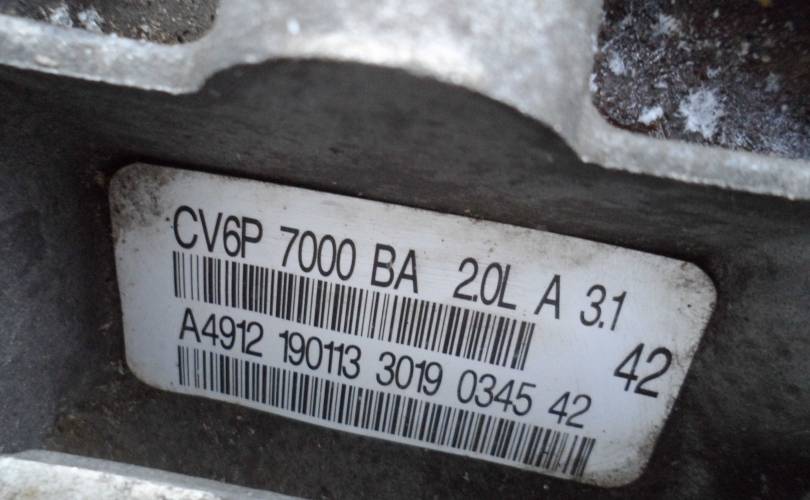 CV6P 7000 BA 2.0L A 3.1
42
A4912 190113 3019 0345 42